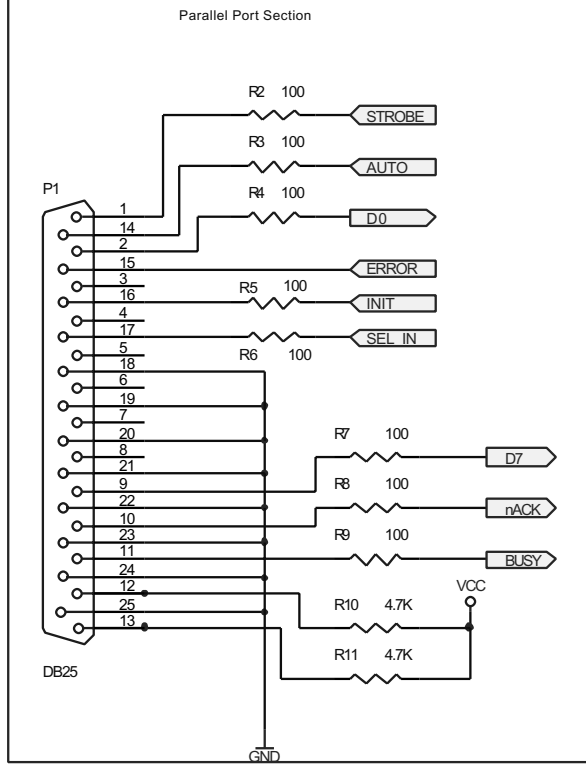 Parallel Port Section
R2 100
STROBE
R3 100
AUTO
P1
R4 100
D0
1
14
2
15
ERROR
3
16
R5 100
INIT
4
17
SEL IN
5
R6 100
18
6
19
7
20
R7 100
8
D7
21
9
R8 100
22
nACK
10
23
R9 100
11
BUSY
24
12
VCC
25
R10 4.7K
13
R11 4.7K
DB25
GND